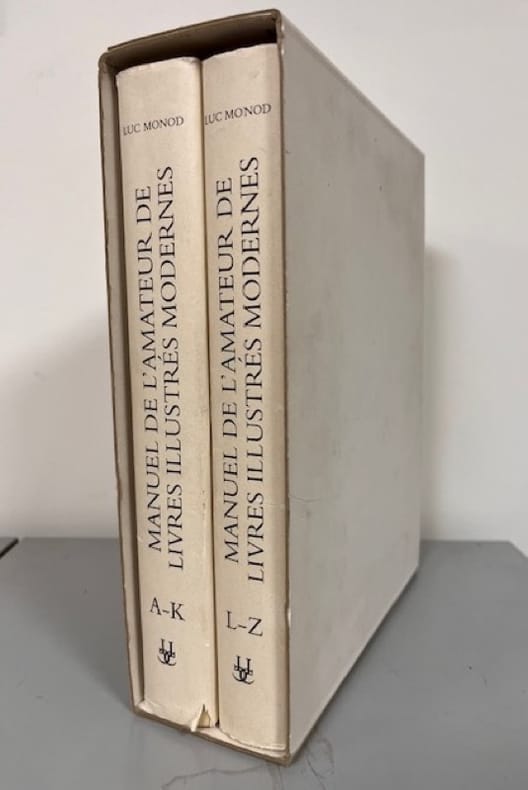 LUC MONOD
MANUEL DE L'AMATEUR DE
LIVRES ILLUSTRÉS MODERNES
A–K
LUC MONOD
MANUEL DE L'AMATEUR DE
LIVRES ILLUSTRÉS MODERNES
L–Z